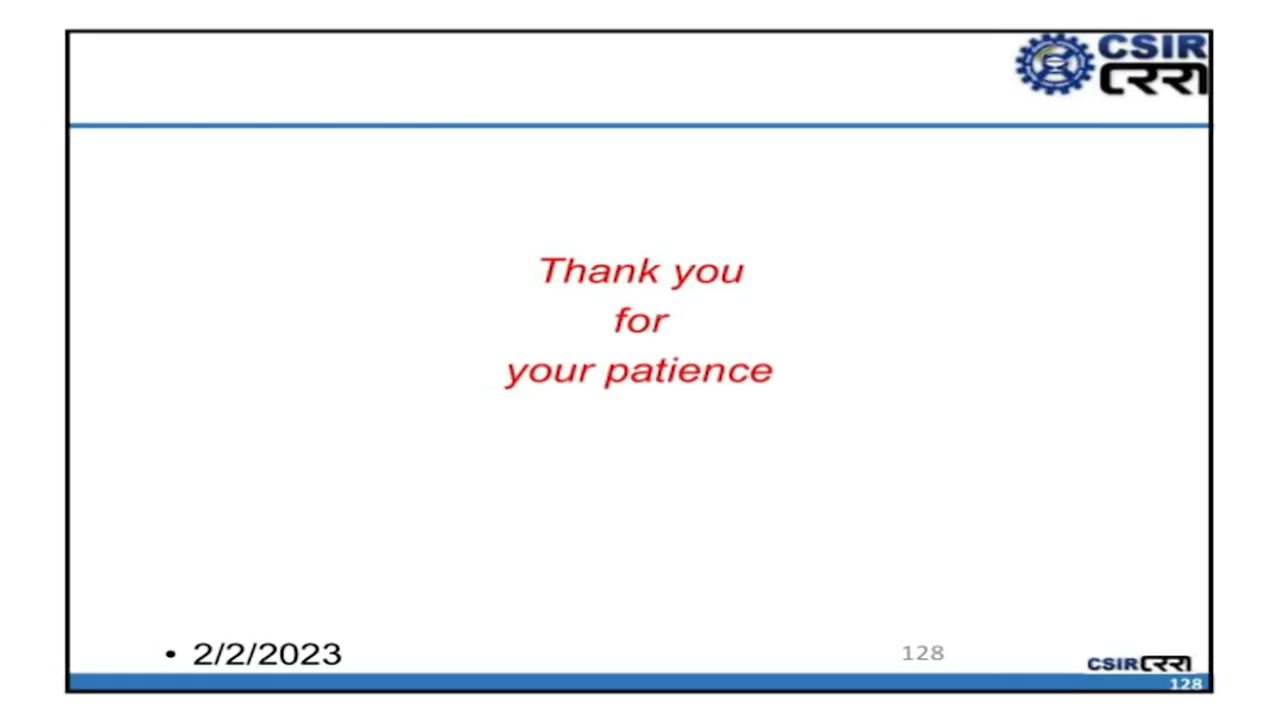 CSIR
Thank you
for
your patience
• 2/2/2023
128
CSIR
128